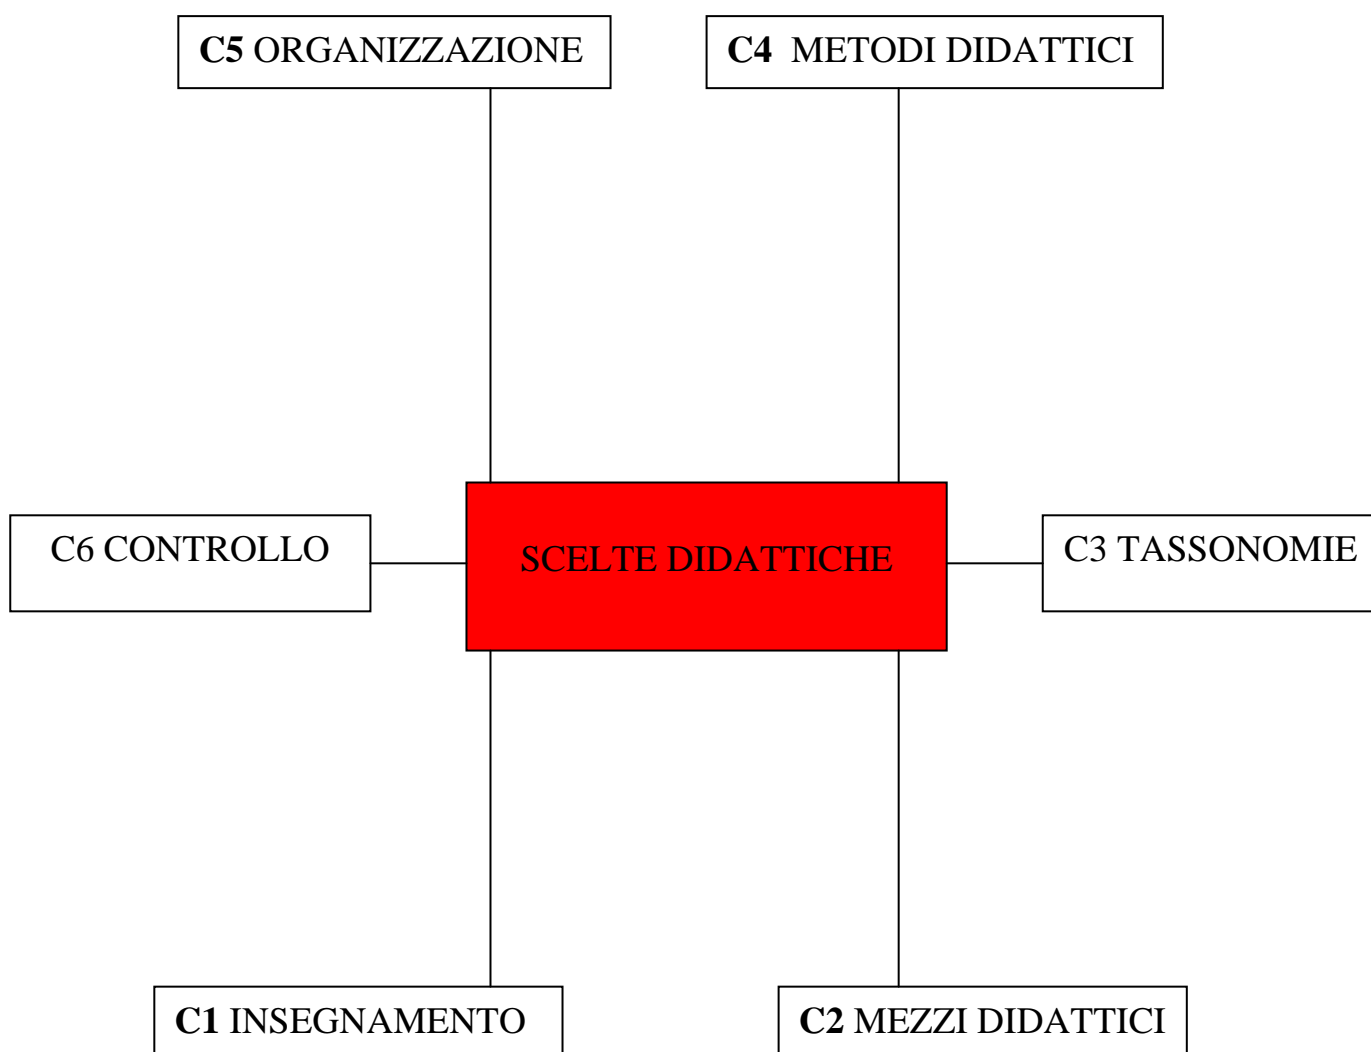 C5 ORGANIZZAZIONE
C4 METODI DIDATTICI
C6 CONTROLLO
SCELTE DIDATTICHE
C3 TASSONOMIE
C1 INSEGNAMENTO
C2 MEZZI DIDATTICI